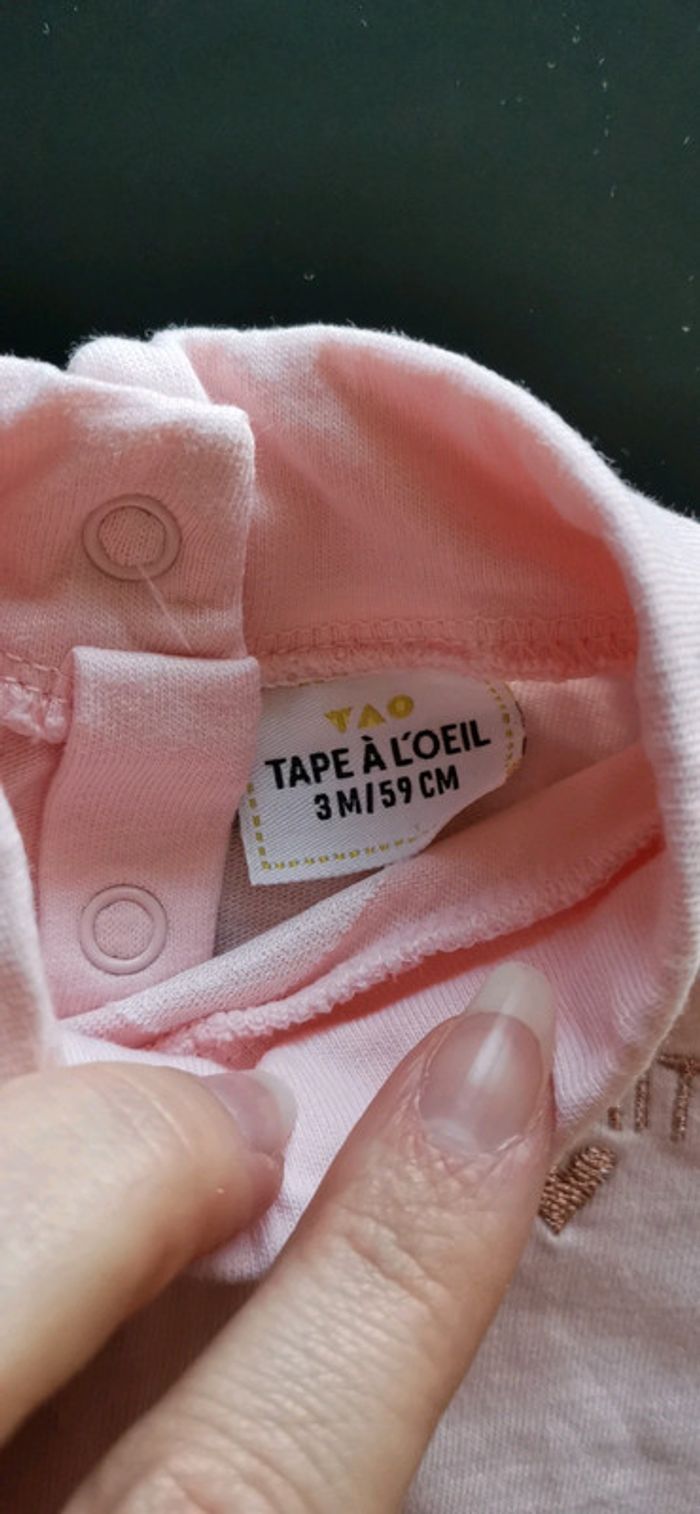 TAO
TAPE À L'OEIL
3 M/59 CM